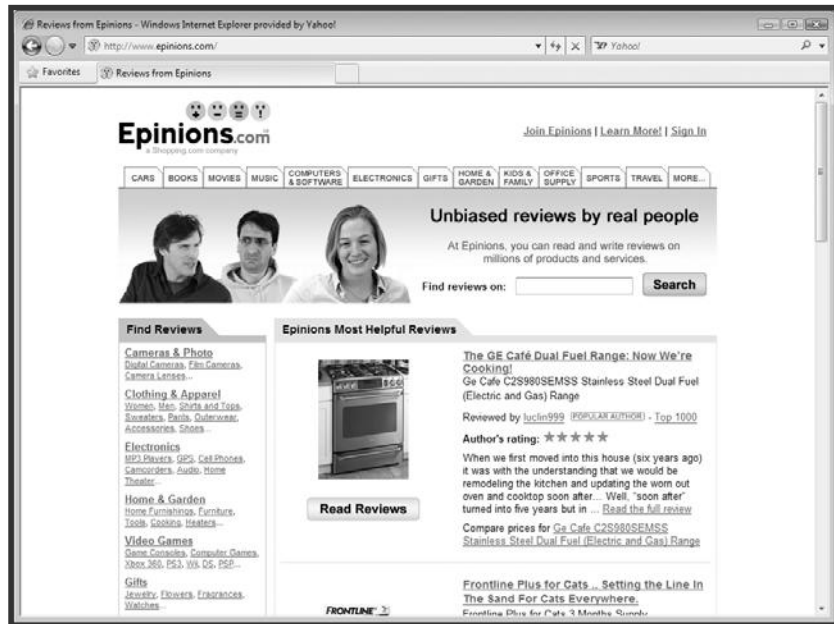 Reviews from Epinions - Windows Internet Explorer provided by Yahoo!
http://www.epinions.com/
Yahoo!
Favorites
Reviews from Epinions
Epinions.com
a Shopping.com company
Join Epinions | Learn More! | Sign In
CARS BOOKS MOVIES MUSIC COMPUTERS & SOFTWARE ELECTRONICS GIFTS HOME & GARDEN KIDS & FAMILY OFFICE SUPPLY SPORTS TRAVEL MORE...
Unbiased reviews by real people
At Epinions, you can read and write reviews on
millions of products and services.
Find reviews on:
Search
Find Reviews
Cameras & Photo
Digital Cameras, Film Cameras,
Camera Lenses...
Clothing & Apparel
Women, Men, Shirts and Tops,
Sweaters, Pants, Outerwear,
Accessories, Shoes...
Electronics
MP3 Players, GPS, Cell Phones,
Camcorders, Audio, Home
Theater...
Home & Garden
Home Furnishings, Furniture,
Tools, Cooking, Heaters...
Video Games
Game Consoles, Computer Games,
Xbox 360, PS3, Wii, DS, PSP...
Gifts
Jewelry, Flowers, Fragrances,
Watches...
Epinions Most Helpful Reviews
Read Reviews
The GE Café Dual Fuel Range: Now We're
Cooking!
Ge Cafe C2S980SEMSS Stainless Steel Dual Fuel
(Electric and Gas) Range
Reviewed by luclin999 POPULAR AUTHOR - Top 1000
Author's rating:
When we first moved into this house (six years ago)
it was with the understanding that we would be
remodeling the kitchen and updating the worn out
oven and cooktop soon after... Well, "soon after"
turned into five years but in ... Read the full review
Compare prices for Ge Cafe C2S980SEMSS
Stainless Steel Dual Fuel (Electric and Gas) Range
FRONTLINE
Frontline Plus for Cats .. Setting the Line In
The Sand For Cats Everywhere.
Frontline Plus for Cats 3 Months Supply